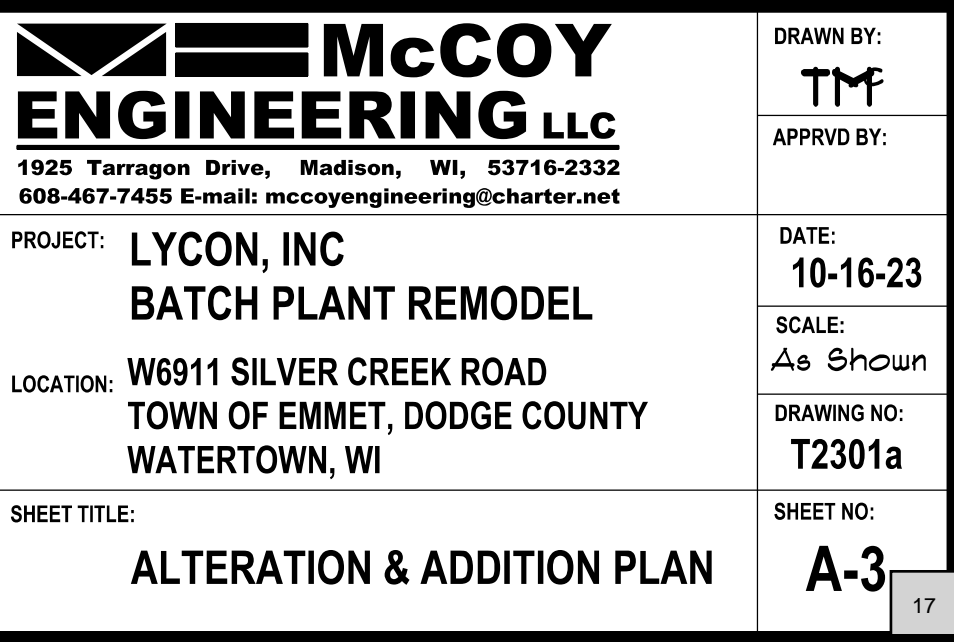 McCOY
ENGINEERING LLC
1925 Tarragon Drive, Madison, WI, 53716-2332
608-467-7455 E-mail: mccoyengineering@charter.net
DRAWN BY:
TMF
APPRVD BY:
PROJECT: LYCON, INC
BATCH PLANT REMODEL
LOCATION: W6911 SILVER CREEK ROAD
TOWN OF EMMET, DODGE COUNTY
WATERTOWN, WI
DATE:
10-16-23
SCALE:
As Shown
DRAWING NO:
T2301a
SHEET TITLE:
ALTERATION & ADDITION PLAN
SHEET NO:
A-3
17